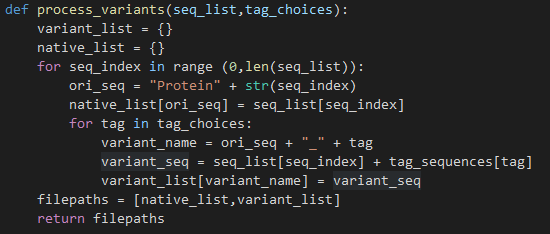 def process_variants(seq_list,tag_choices):
    variant_list = {}
    native_list = {}
    for seq_index in range (0,len(seq_list)):
        ori_seq = "Protein" + str(seq_index)
        native_list[ori_seq] = seq_list[seq_index]
        for tag in tag_choices:
            variant_name = ori_seq + "_" + tag
            variant_seq = seq_list[seq_index] + tag_sequences[tag]
            variant_list[variant_name] = variant_seq
    filepaths = [native_list,variant_list]
    return filepaths